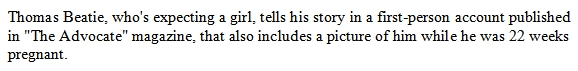 Thomas Beatie, who's expecting a girl, tells his story in a first-person account published
in "The Advocate" magazine, that also includes a picture of him while he was 22 weeks
pregnant.